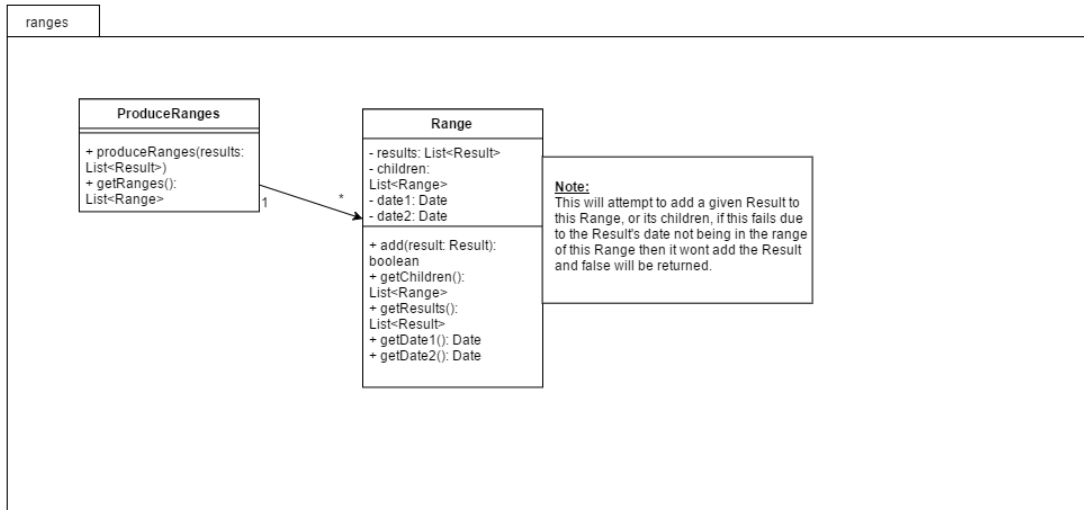 ranges
ProduceRanges
+ produceRanges(results:
List<Result>)
+ getRanges():
List<Range>
1
*
Range
- results: List<Result>
- children:
List<Range>
- date1: Date
- date2: Date
+ add(result: Result):
boolean
+ getChildren():
List<Range>
+ getResults():
List<Result>
+ getDate1(): Date
+ getDate2(): Date
Note:
This will attempt to add a given Result to
this Range, or its children, if this fails due
to the Result's date not being in the range
of this Range then it wont add the Result
and false will be returned.